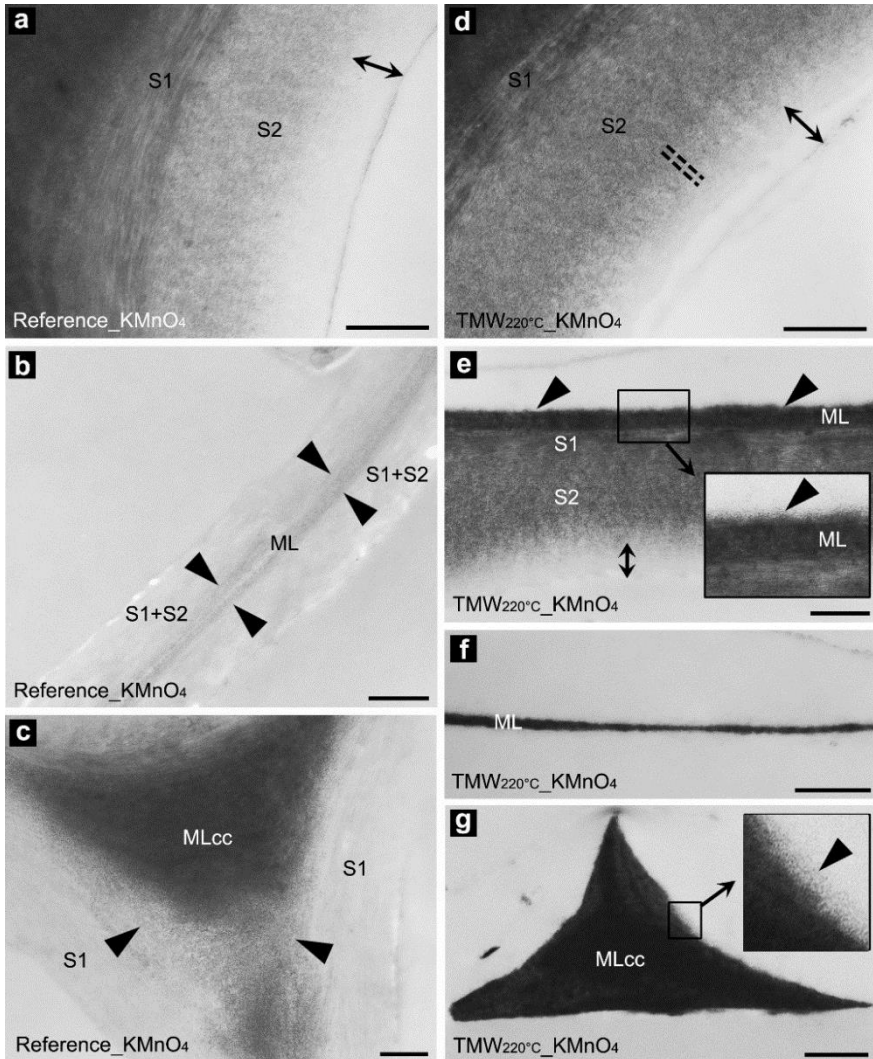 a
S1
S2
Reference_KMnO4
b
S1+S2
ML
S1+S2
Reference_KMnO4
c
MLcc
S1
S1
Reference_KMnO4
d
S1
S2
TMW220°C_KMnO4
e
ML
S1
S2
ML
TMW220°C_KMnO4
f
ML
TMW220°C_KMnO4
g
MLcc
TMW220°C_KMnO4